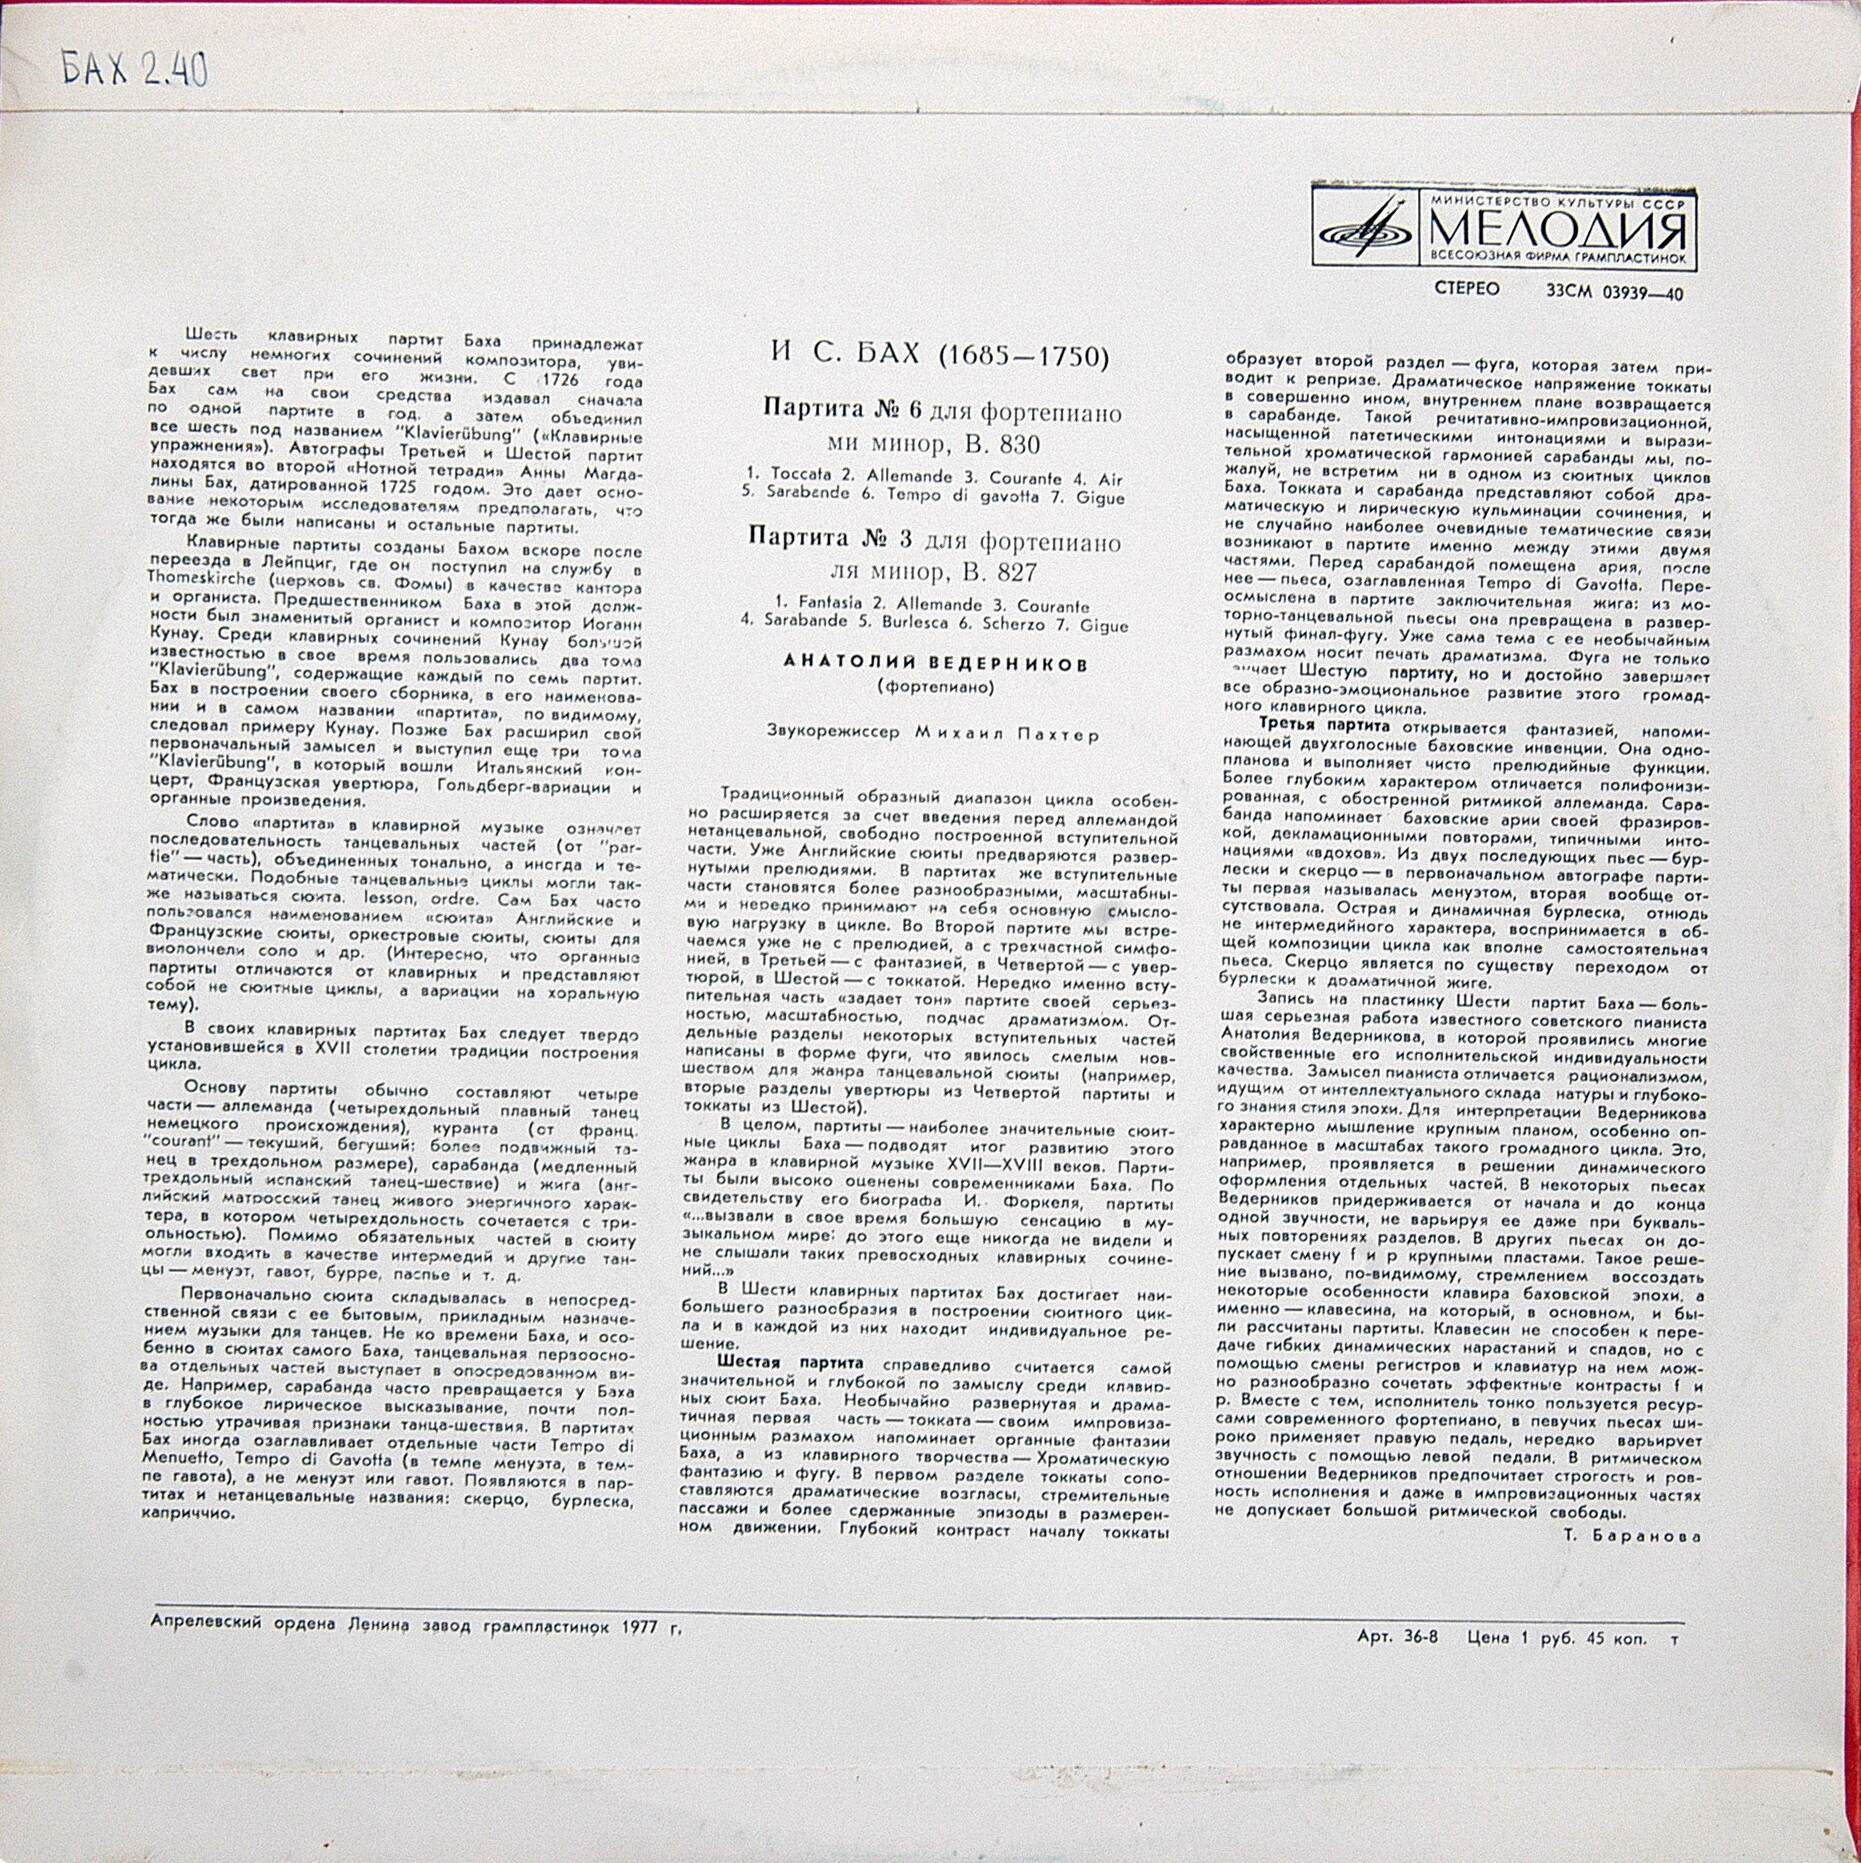 БАХ 2.40
МИНИСТЕРСТВО КУЛЬТУРЫ СССР
МЕЛОДИЯ
ВСЕСОЮЗНАЯ ФИРМА ГРАМПЛАСТИНОК
СТЕРЕО 33СМ 03939—40
Шесть клавирных партит Баха принадлежат
к числу немногих сочинений композитора, уви-
девших свет при его жизни. С 1726 года
Бах сам на свои средства издавал сначала
по одной партите в год. а затем объединил
все шесть под названием "Klavierübung" («Клавирные
упражнения»). Автографы Третьей и Шестой партит
находятся во второй «Нотной тетради» Анны Магда-
лины Бах, датированной 1725 годом. Это дает осно-
вание некоторым исследователям предполагать, что
тогда же были написаны и остальные партиты.
Клавирные партиты созданы Бахом вскоре после
переезда в Лейпциг, где он поступил на службу в
Thomeskirche (церковь св. Фомы) в качестве кантора
и органиста. Предшественником Баха в этой долж-
ности был знаменитый органист и композитор Иоганн
Кунау. Среди клавирных сочинений Кунау большой
известностью в свое время пользовались два тома
"Klavierübung", содержащие каждый по семь партит.
Бах в построении своего сборника, в его наименова-
нии и в самом названии «партита», по видимому,
следовал примеру Кунау. Позже Бах расширил свой
первоначальный замысел и выступил еще три тома
"Klavierübung", в который вошли Итальянский кон-
церт, Французская увертюра, Гольдберг-вариации и
органные произведения.
Слово «партита» в клавирной музыке означает
последовательность танцевальных частей (от "par-
tie" — часть), объединенных тонально, а иногда и те-
матически. Подобные танцевальные циклы могли так-
же называться сюита. lesson, ordre. Сам Бах часто
пользовался наименованием «сюита» Английские и
Французские сюиты, оркестровые сюиты, сюиты для
виолончели соло и др. (Интересно, что органные
партиты отличаются от клавирных и представляют
собой не сюитные циклы, а вариации на хоральную
тему).
В своих клавирных партитах Бах следует твердо
установившейся в XVII столетии традиции построения
цикла.
Основу партиты обычно составляют четыре
части — аллеманда (четырехдольный плавный танец
немецкого происхождения), куранта (от франц.
"courant" — текуший, бегущий: более подвижный та-
нец в трехдольном размере), сарабанда (медленный
трехдольный испанский танец-шествие) и жига (анг-
лийский матросский танец живого энергичного харак-
тера, в котором четырехдольность сочетается с три-
ольностью). Помимо обязательных частей в сюиту
могли входить в качестве интермедий и другие тан-
цы — менуэт, гавот, бурре, паспье и т. д.
Первоначально сюита складывалась в непосред-
ственной связи с ее бытовым, прикладным назначе-
нием музыки для танцев. Не ко времени Баха, и осо-
бенно в сюитах самого Баха, танцевальная первоосно-
ва отдельных частей выступает в опосредованном ви-
де. Например, сарабанда часто превращается у Баха
в глубокое лирическое высказывание, почти пол-
ностью утрачивая признаки танца-шествия. В партитах
Бах иногда озаглавливает отдельные части Tempo di
Menuetto, Tempo di Gavotta (в темпе менуэта, в тем-
пе гавота), а не менуэт или гавот. Появляются в пар-
титах и нетанцевальные названия: скерцо, бурлеска,
каприччио.
И С. БАХ (1685—1750)
Партита № 6 для фортепиано
ми минор, В. 830
1. Toccata 2. Allemande 3. Courante 4. Air
5. Sarabende 6. Tempo di gavotta 7. Gigue
Партита № 3 для фортепиано
ля минор, В. 827
1. Fantasia 2. Allemande 3. Courante
4. Sarabande 5. Burlesca 6. Scherzo 7. Gigue
АНАТОЛИЙ ВЕДЕРНИКОВ
(фортепиано)
Звукорежиссер Михаил Пахтер
Традиционный образный диапазон цикла особен-
но расширяется за счет введения перед аллемандой
нетанцевальной, свободно построенной вступительной
части. Уже Английские сюиты предваряются развер-
нутыми прелюдиями. В партитах же вступительные
части становятся более разнообразными, масштабны-
ми и нередко принимают на себя основную смысло-
вую нагрузку в цикле. Во Второй партите мы встре-
чаемся уже не с прелюдией, а с трехчастной симфо-
нией, в Третьей — с фантазией, в Четвертой — с увер-
тюрой, в Шестой — с токкатой. Нередко именно всту-
пительная часть «задает тон» партите своей серьез-
ностью, масштабностью, подчас драматизмом. От-
дельные разделы некоторых вступительных частей
написаны в форме фуги, что явилось смелым нов-
шеством для жанра танцевальной сюиты (например,
вторые разделы увертюры из Четвертой партиты и
токкаты из Шестой).
В целом, партиты — наиболее значительные сюит-
ные циклы Баха — подводят итог развитию этого
жанра в клавирной музыке XVII—XVIII веков. Парти-
ты были высоко оценены современниками Баха. По
свидетельству его биографа И. Форкеля, партиты
«...вызвали в свое время большую сенсацию в му-
зыкальном мире: до этого еще никогда не видели и
не слышали таких превосходных клавирных сочине-
ний...»
В Шести клавирных партитах Бах достигает наи-
большего разнообразия в построении сюитного цик-
ла и в каждой из них находит индивидуальное ре-
шение.
Шестая партита справедливо считается самой
значительной и глубокой по замыслу среди клавир-
ных сюит Баха. Необычайно развернутая и драма-
тичная первая часть — токката — своим импровиза-
ционным размахом напоминает органные фантазии
Баха, а из клавирного творчества — Хроматическую
фантазию и фугу. В первом разделе токкаты сопо-
ставляются драматические возгласы, стремительные
пассажи и более сдержанные эпизоды в размерен-
ном движении. Глубокий контраст началу токкаты
образует второй раздел — фуга, которая затем при-
водит к репризе. Драматическое напряжение токкаты
в совершенно ином, внутреннем плане возвращается
в сарабанде. Такой речитативно-импровизационной,
насыщенной патетическими интонациями и вырази-
тельной хроматической гармонией сарабанды мы, по-
жалуй, не встретим ни в одном из сюитных циклов
Баха. Токката и сарабанда представляют собой дра-
матическую и лирическую кульминации сочинения, и
не случайно наиболее очевидные тематические связи
возникают в партите именно между этими двумя
частями. Перед сарабандой помещена ария, после
нее — пьеса, озаглавленная Tempo di Gavotta. Пере-
осмыслена в партите заключительная жига: из мо-
торно-танцевальной пьесы она превращена в развер-
нутый финал-фугу. Уже сама тема с ее необычайным
размахом носит печать драматизма. Фуга не только
Шестую партиту, но и достойно завершает
все образно-эмоциональное развитие этого громад-
ного клавирного цикла.
Третья партита открывается фантазией, напоми-
нающей двухголосные баховские инвенции. Она одно-
планова и выполняет чисто прелюдийные функции.
Более глубоким характером отличается полифонизи-
рованная, с обостренной ритмикой аллеманда. Сара-
банда напоминает баховские арии своей фразиров-
кой, декламационными повторами, типичными инто-
нациями «вдохов». Из двух последующих пьес — бур-
лески и скерцо — в первоначальном автографе парти-
ты первая называлась менуэтом, вторая вообще от-
сутствовала. Острая и динамичная бурлеска, отнюдь
не интермедийного характера, воспринимается в об-
щей композиции цикла как вполне самостоятельная
пьеса. Скерцо является по существу переходом от
бурлески к драматичной жиге.
Запись на пластинку Шести партит Баха — боль-
шая серьезная работа известного советского пианиста
Анатолия Ведерникова, в которой проявились многие
свойственные его исполнительской индивидуальности
качества. Замысел пианиста отличается рационализмом,
идущим от интеллектуального склада натуры и глубоко-
го знания стиля эпохи. Для интерпретации Ведерникова
характерно мышление крупным планом, особенно оп-
равданное в масштабах такого громадного цикла. Это,
например, проявляется в решении динамического
оформления отдельных частей. В некоторых пьесах
Ведерников придерживается от начала и до конца
одной звучности, не варьируя ее даже при букваль-
ных повторениях разделов. В других пьесах он до-
пускает смену f и p крупными пластами. Такое реше-
ние вызвано, по-видимому, стремлением воссоздать
некоторые особенности клавира баховской эпохи. а
именно — клавесина, на который, в основном, и бы-
ли рассчитаны партиты. Клавесин не способен к пере-
даче гибких динамических нарастаний и спадов, но с
помощью смены регистров и клавиатур на нем мож-
но разнообразно сочетать эффектные контрасты f и
p. Вместе с тем, исполнитель тонко пользуется ресур-
сами современного фортепиано, в певучих пьесах ши-
роко применяет правую педаль, нередко варьирует
звучность с помощью левой педали. В ритмическом
отношении Ведерников предпочитает строгость и ров-
ность исполнения и даже в импровизационных частях
не допускает большой ритмической свободы.
Т. Баранова
Апрелевский ордена Ленина завод грампластинок 1977 г.
Арт. 36-8 Цена 1 руб. 45 коп. т